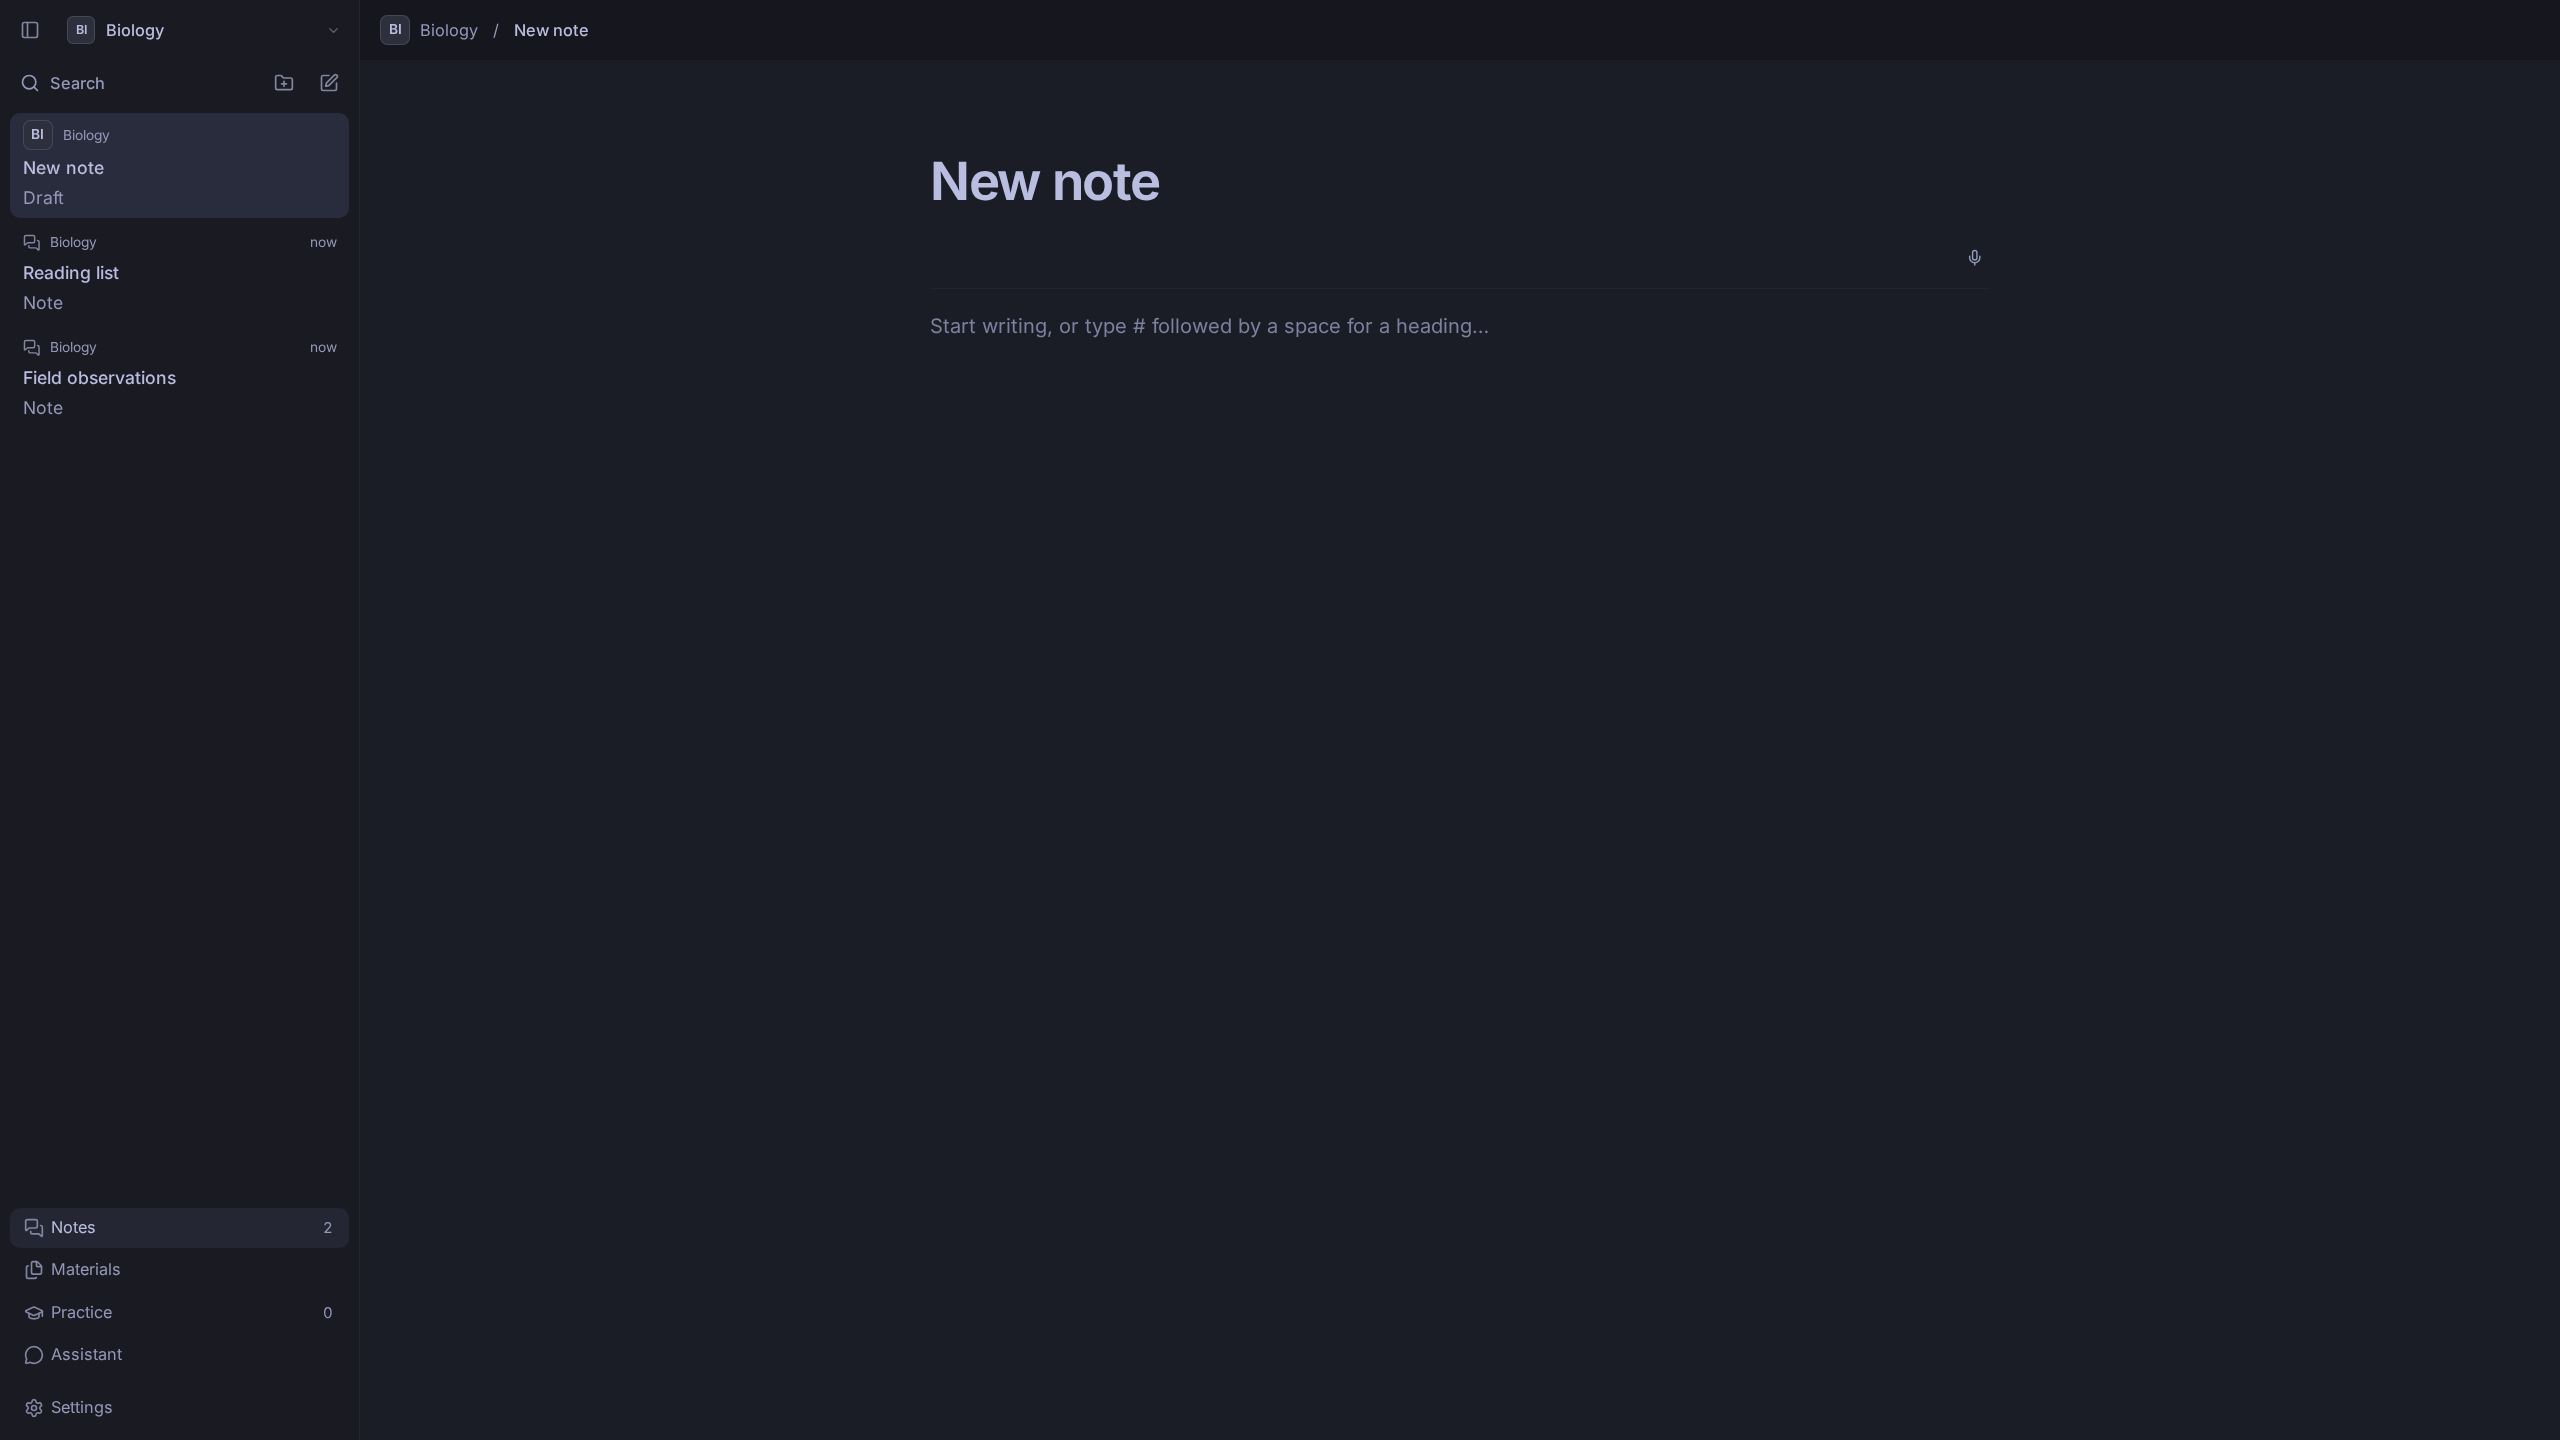 BI Biology
Search
BI Biology
New note
Draft
Biology now
Reading list
Note
Biology now
Field observations
Note
Notes 2
Materials
Practice 0
Assistant
Settings
BI Biology / New note
New note
Start writing, or type # followed by a space for a heading...